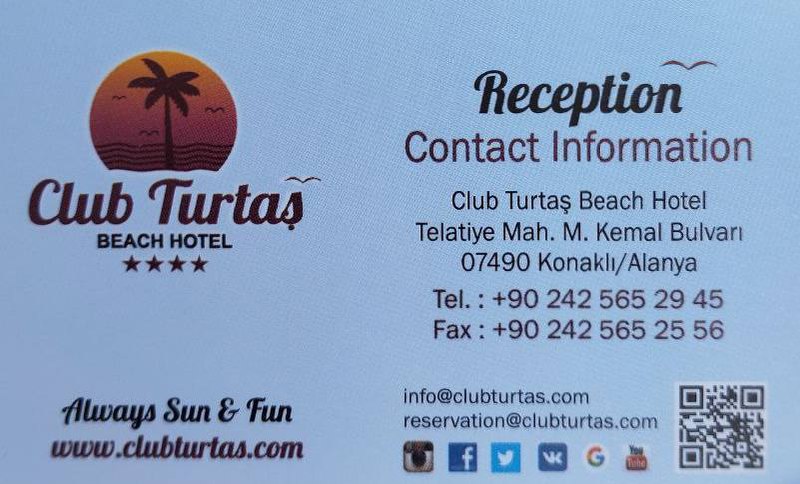 Club Turtaş
BEACH HOTEL
Always Sun & Fun
www.clubturtas.com
Reception
Contact Information
Club Turtaş Beach Hotel
Telatiye Mah. M. Kemal Bulvarı
07490 Konaklı/Alanya
Tel. : +90 242 565 29 45
Fax : +90 242 565 25 56
info@clubturtas.com
reservation@clubturtas.com
You
Tube